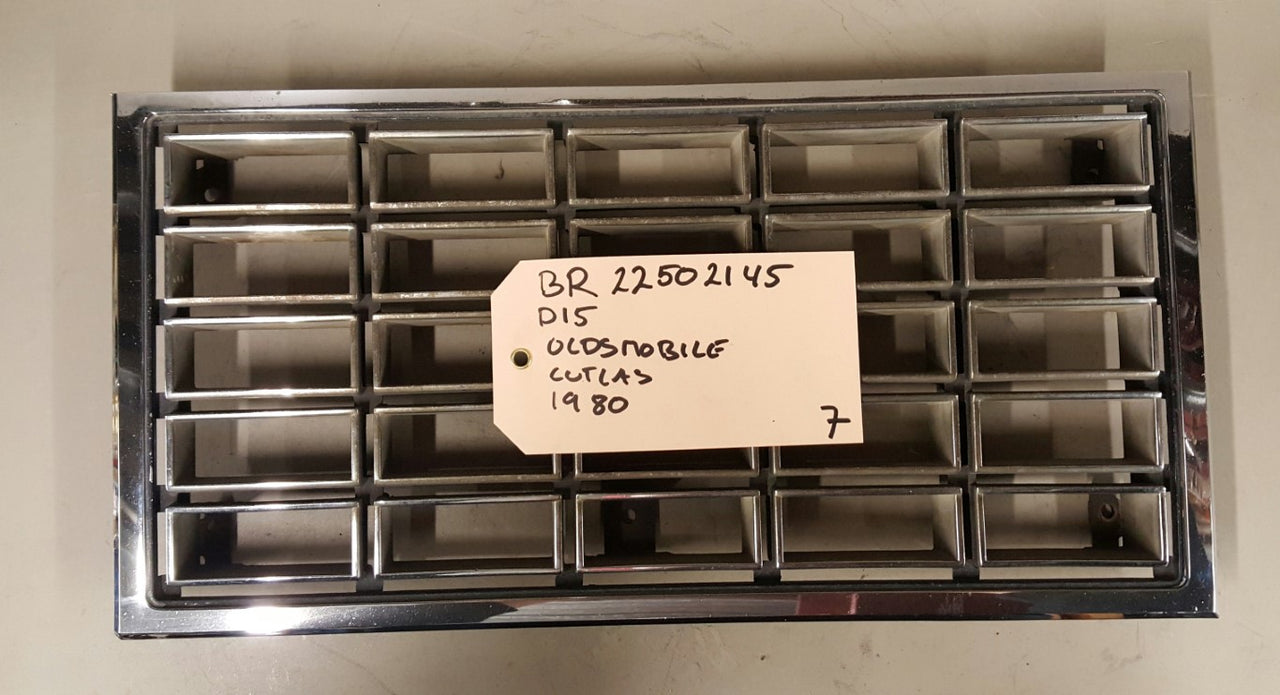 BR 22502145
D15
OLDSMOBILE
CUTLAS
1980
7